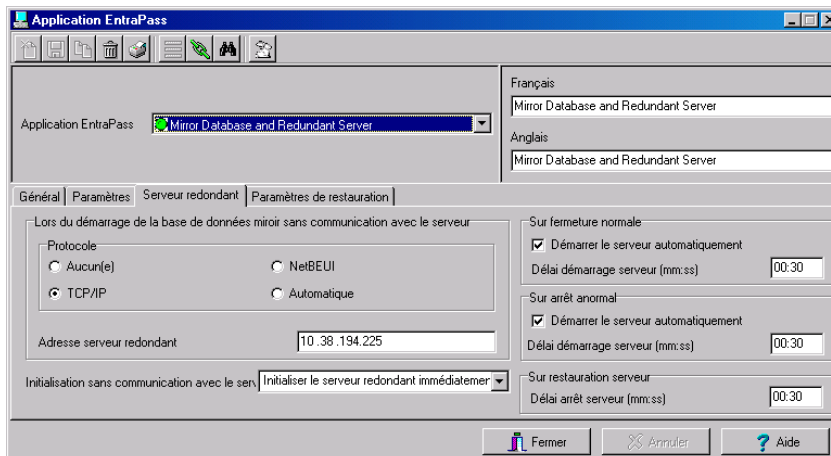 Application EntraPass
Français
Mirror Database and Redundant Server
Application EntraPass Mirror Database and Redundant Server
Anglais
Mirror Database and Redundant Server
Général Paramètres Serveur redondant Paramètres de restauration
Lors du démarrage de la base de données miroir sans communication avec le serveur
Protocole
Aucun(e) NetBEUI
TCP/IP Automatique
Adresse serveur redondant 10 .38 .194.225
Initialisation sans communication avec le serv Initialiser le serveur redondant immédiatemer
Sur fermeture normale
Démarrer le serveur automatiquement
Délai démarrage serveur (mm:ss) 00:30
Sur arrêt anormal
Démarrer le serveur automatiquement
Délai démarrage serveur (mm:ss) 00:30
Sur restauration serveur
Délai arrêt serveur (mm:ss) 00:30
Fermer Annuler Aide